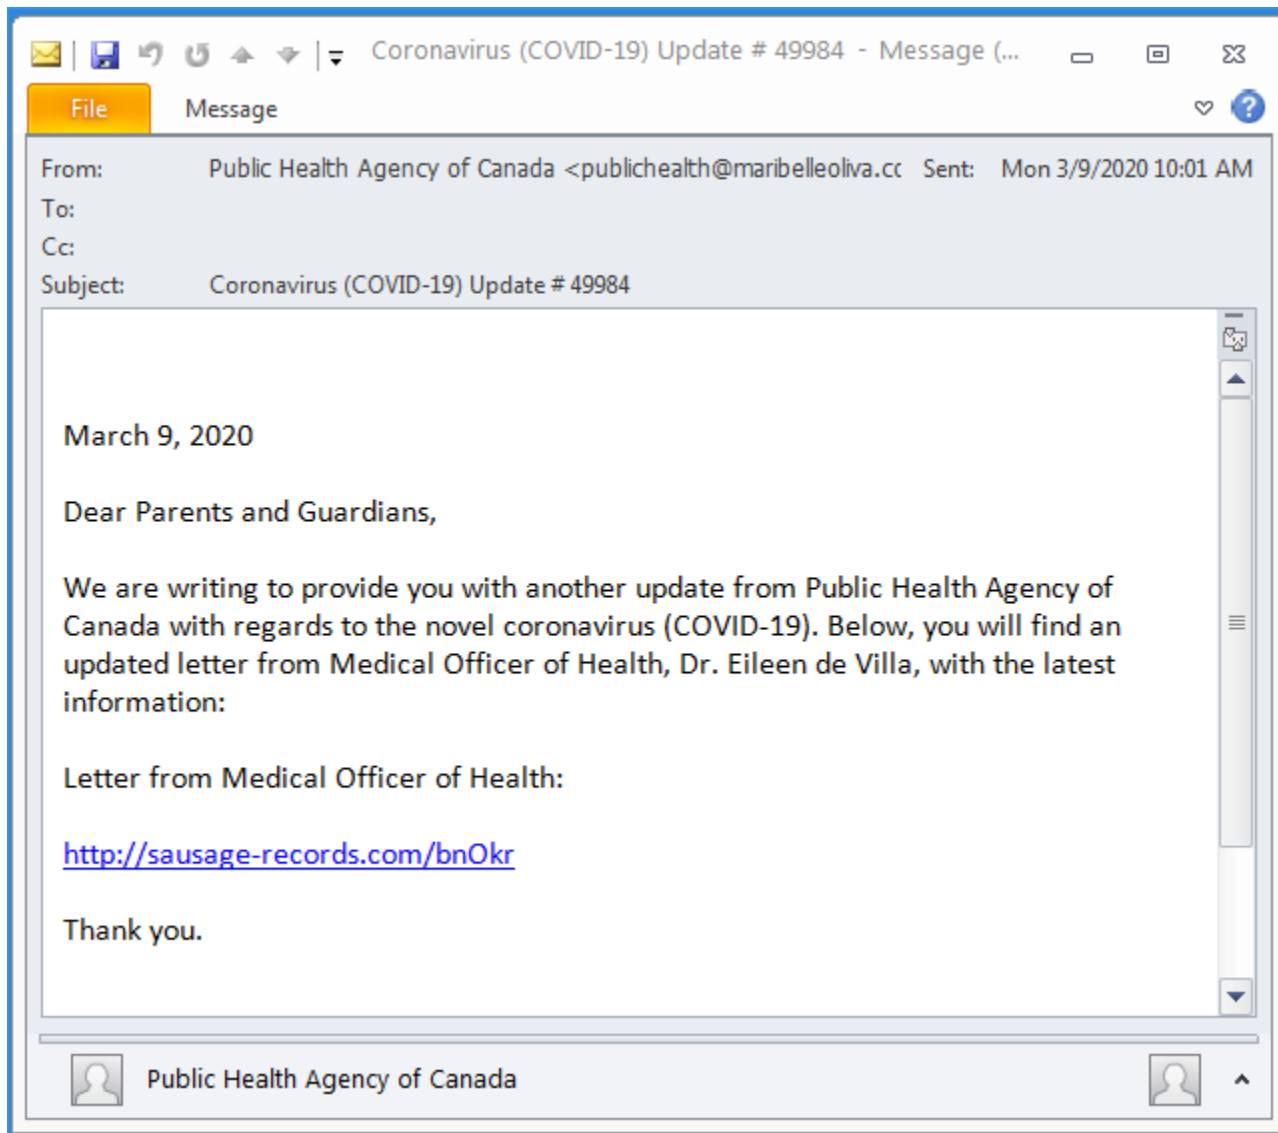 Coronavirus (COVID-19) Update # 49984 - Message (...
File Message
From: Public Health Agency of Canada <publichealth@maribelleoliva.cc Sent: Mon 3/9/2020 10:01 AM
To:
Cc:
Subject: Coronavirus (COVID-19) Update # 49984
March 9, 2020
Dear Parents and Guardians,
We are writing to provide you with another update from Public Health Agency of
Canada with regards to the novel coronavirus (COVID-19). Below, you will find an
updated letter from Medical Officer of Health, Dr. Eileen de Villa, with the latest
information:
Letter from Medical Officer of Health:
http://sausage-records.com/bnOkr
Thank you.
Public Health Agency of Canada